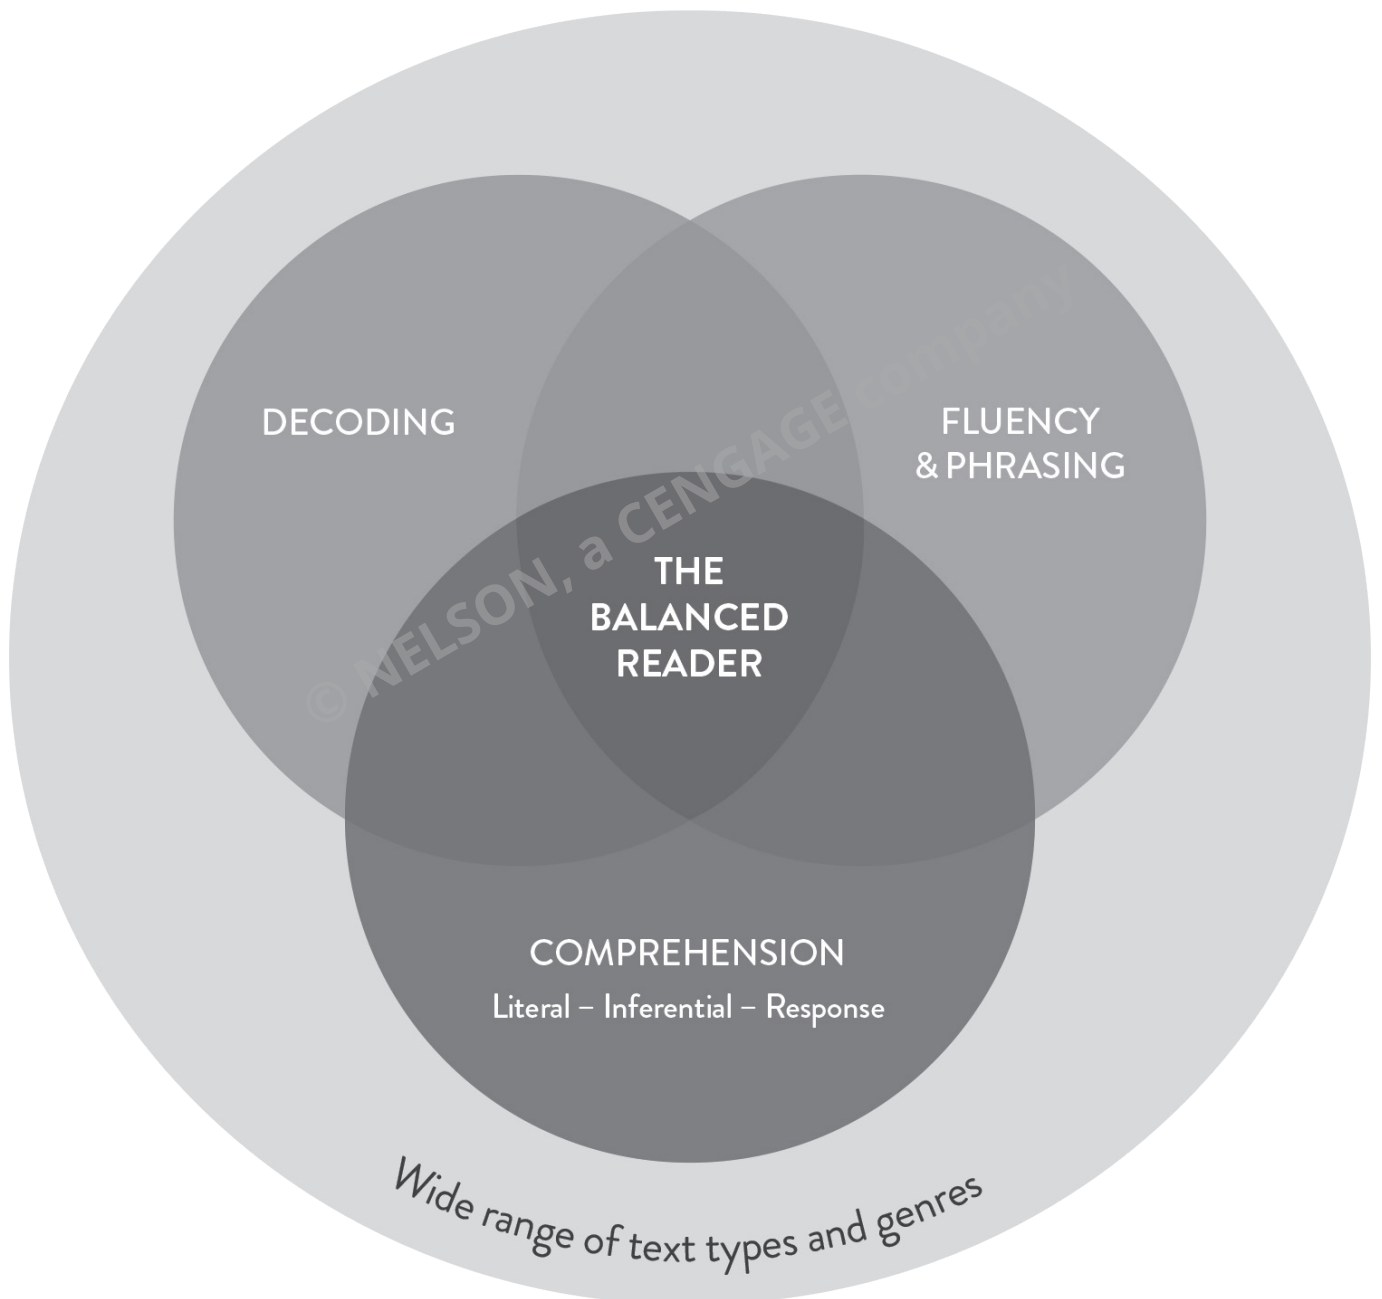 DECODING
FLUENCY
& PHRASING
© NELSON, a CENGAGE company
THE
BALANCED
READER
COMPREHENSION
Literal – Inferential – Response
Wide range of text types and genres